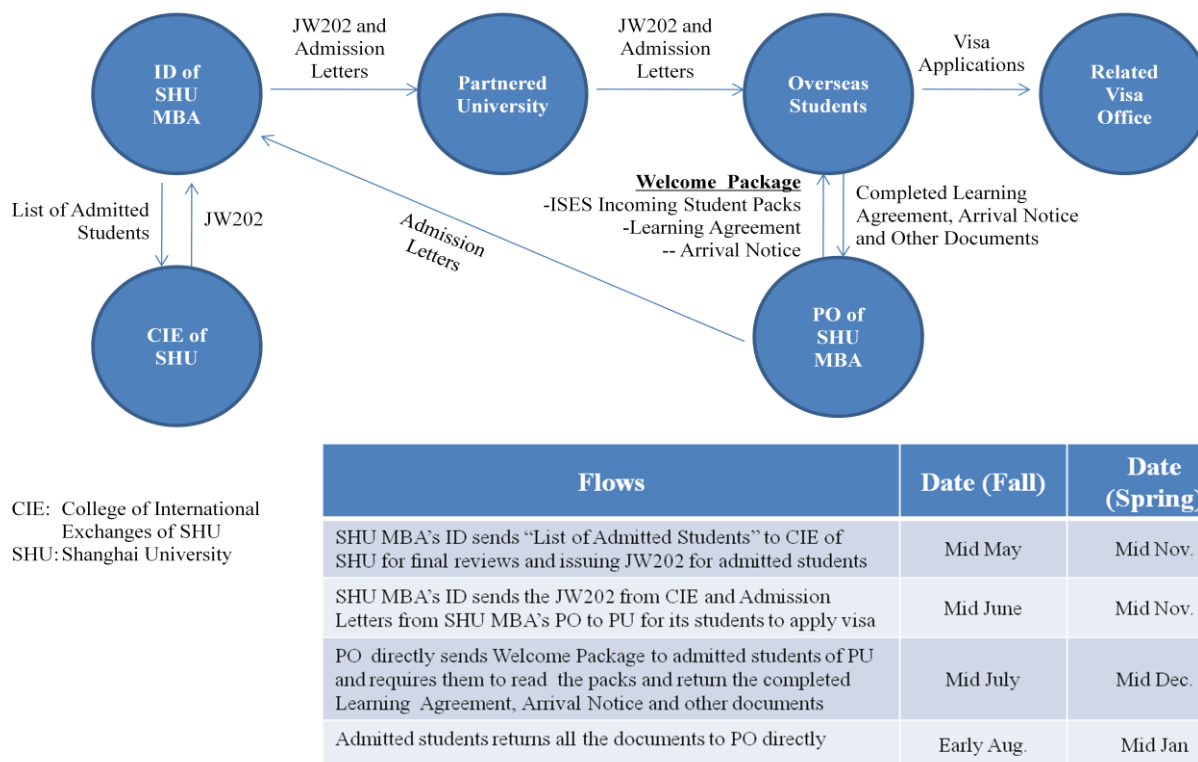 JW202 and
Admission
Letters
JW202 and
Admission
Letters
Visa
Applications
ID of
SHU
MBA
Partnered
University
Overseas
Students
Related
Visa
Office
List of Admitted
Students
JW202
Admission
Letters
Welcome Package
-ISES Incoming Student Packs
-Learning Agreement
-- Arrival Notice
Completed Learning
Agreement, Arrival Notice
and Other Documents
CIE of
SHU
PO of
SHU
MBA
CIE: College of International
Exchanges of SHU
SHU: Shanghai University
Flows
Date (Fall)
Date
(Spring)
SHU MBA's ID sends “List of Admitted Students” to CIE of
SHU for final reviews and issuing JW202 for admitted students
Mid May
Mid Nov.
SHU MBA's ID sends the JW202 from CIE and Admission
Letters from SHU MBA's PO to PU for its students to apply visa
Mid June
Mid Nov.
PO directly sends Welcome Package to admitted students of PU
and requires them to read the packs and return the completed
Learning Agreement, Arrival Notice and other documents
Mid July
Mid Dec.
Admitted students returns all the documents to PO directly
Early Aug.
Mid Jan